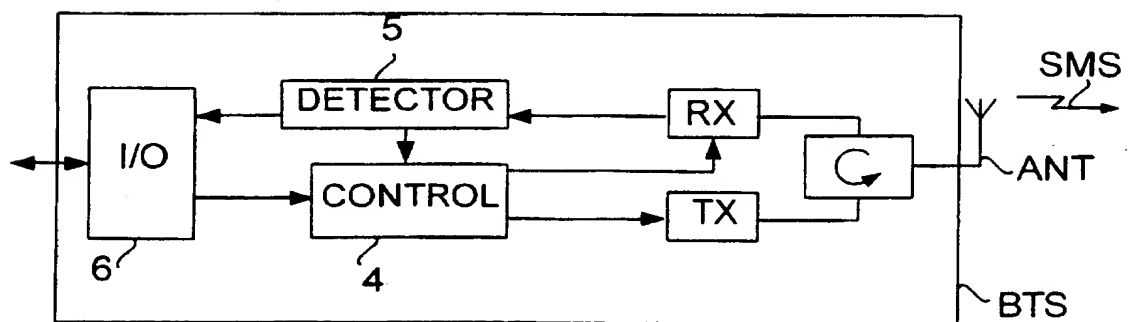 5
SMS
DETECTOR
RX
I/O
ANT
CONTROL
TX
6
4
BTS